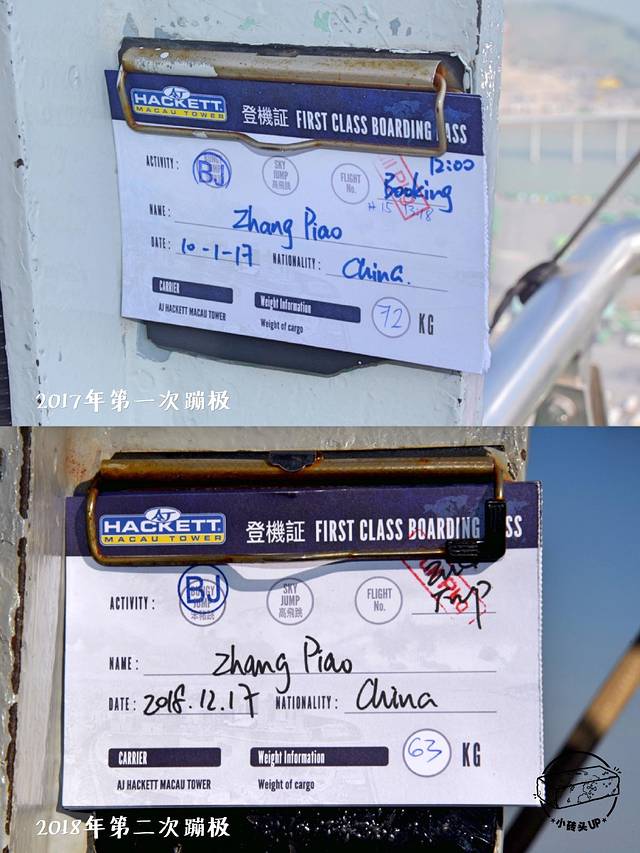 AJ
HACKETT
MACAU TOWER
登機証 FIRST CLASS BOARDING PASS
12:00
ACTIVITY: BJ SKY JUMP 高飛跳 FLIGHT No. Booking
NAME: Zhang Piao
DATE: 10-1-17 NATIONALITY: China.
CARRIER Weight Information
AJ HACKETT MACAU TOWER Weight of cargo 72 KG
2017年第一次蹦极
AJ
HACKETT
MACAU TOWER
登機証 FIRST CLASS BOARDING SS
ACTIVITY: BJ SKY JUMP 高飛跳 FLIGHT No.
NAME: Zhang Piao
DATE: 2018.12.17 NATIONALITY: China
CARRIER Weight Information
AJ HACKETT MACAU TOWER Weight of cargo 63 KG
2018年第二次蹦极
小砖头UP